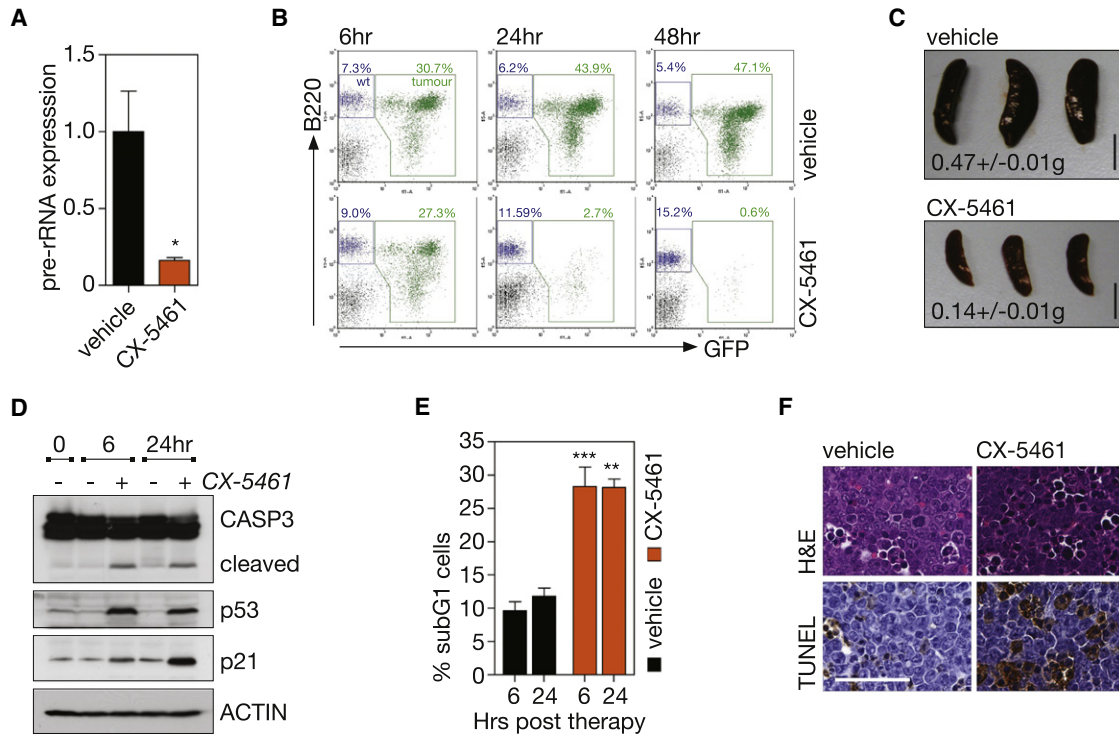 A
1.5
1.0
0.5
0
pre-rRNA expression
*
vehicle
CX-5461
B
6hr
24hr
48hr
7.3%
30.7%
wt
tumour
6.2%
43.9%
5.4%
47.1%
vehicle
9.0%
27.3%
11.59%
2.7%
15.2%
0.6%
CX-5461
B220
GFP
C
vehicle
0.47+/-0.01g
CX-5461
0.14+/-0.01g
D
0 6 24hr
- - + - + CX-5461
CASP3
cleaved
p53
p21
ACTIN
E
35
30
25
20
15
10
5
0
% subG1 cells
*** **
6 24 6 24
Hrs post therapy
vehicle
CX-5461
F
vehicle CX-5461
H&E
TUNEL